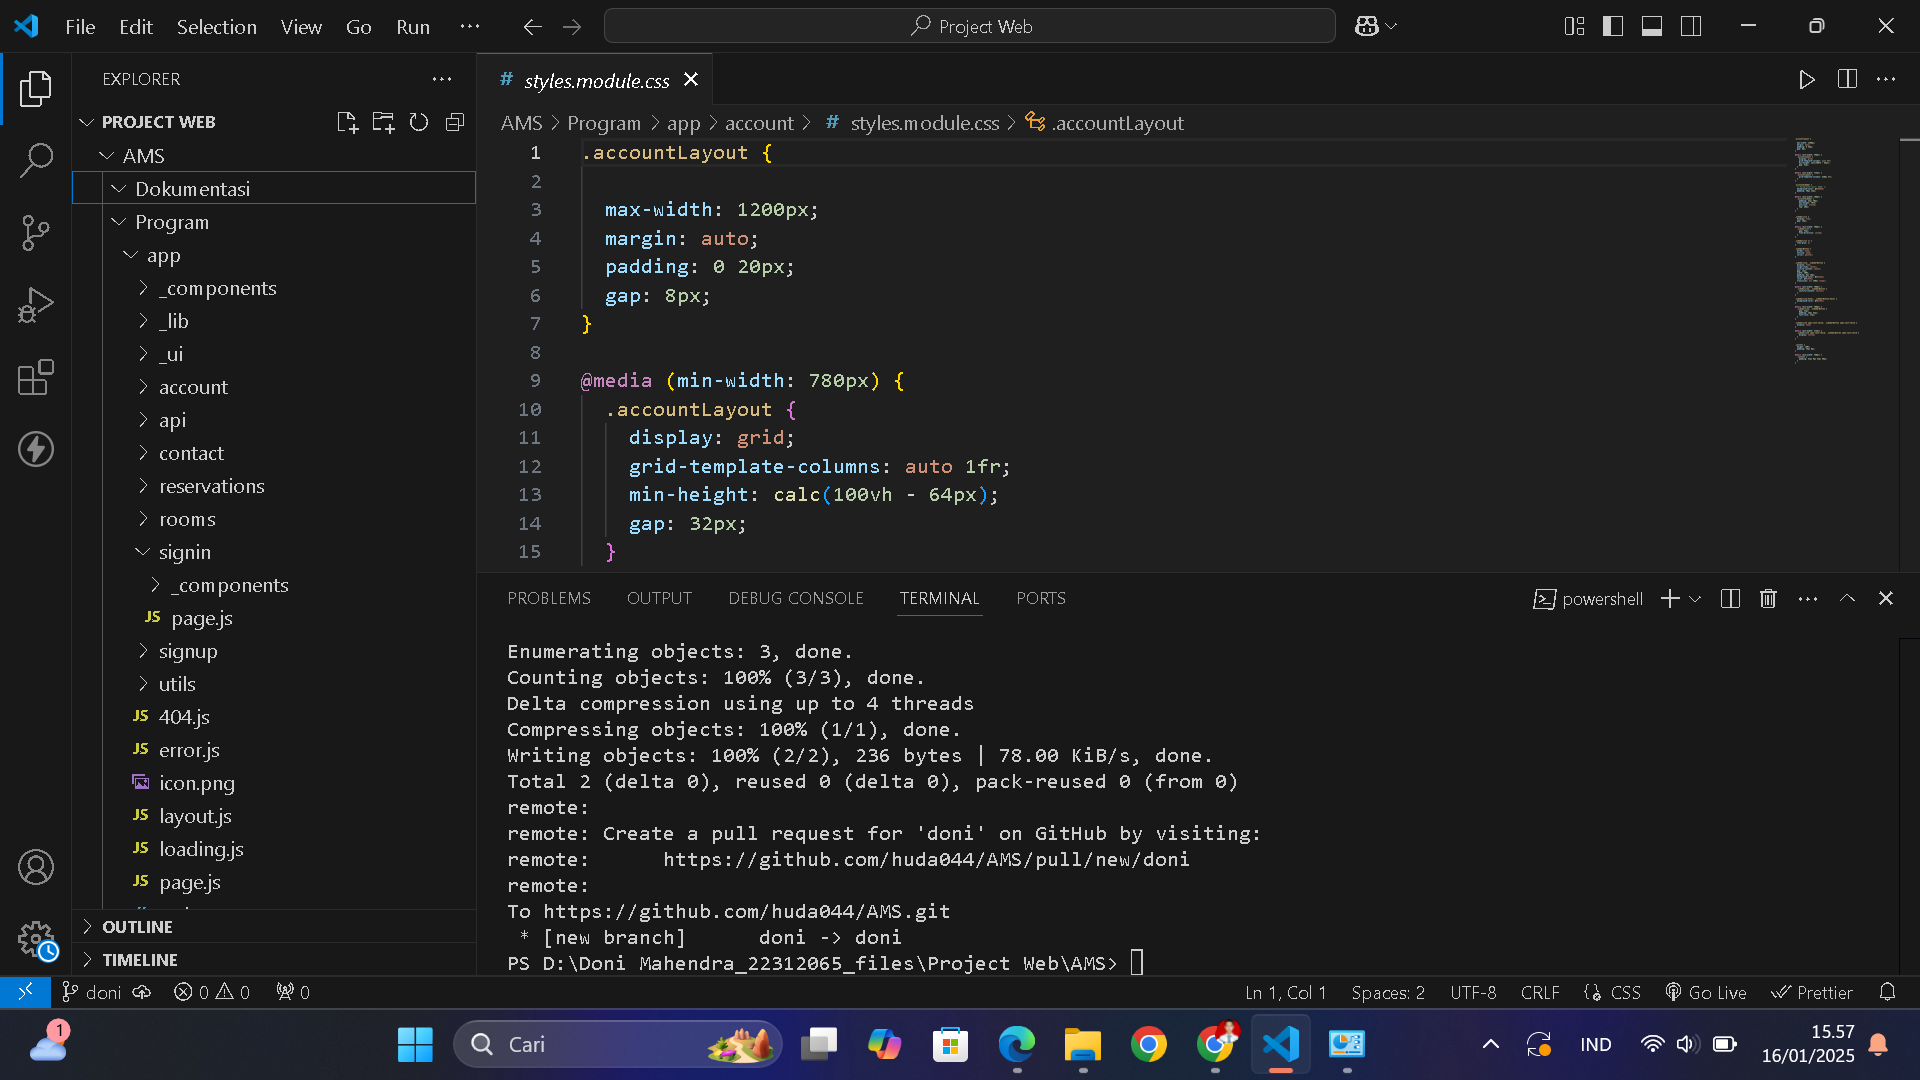 File Edit Selection View Go Run ···
Project Web
EXPLORER
PROJECT WEB
AMS
Dokumentasi
Program
app
_components
_lib
_ui
account
api
contact
reservations
rooms
signin
_components
JS page.js
signup
utils
JS 404.js
JS error.js
icon.png
JS layout.js
JS loading.js
JS page.js
OUTLINE
TIMELINE
# styles.module.css
AMS > Program > app > account > # styles.module.css > .accountLayout
1 .accountLayout {
2
3 max-width: 1200px;
4 margin: auto;
5 padding: 0 20px;
6 gap: 8px;
7 }
8
9 @media (min-width: 780px) {
10 .accountLayout {
11 display: grid;
12 grid-template-columns: auto 1fr;
13 min-height: calc(100vh - 64px);
14 gap: 32px;
15 }
PROBLEMS OUTPUT DEBUG CONSOLE TERMINAL PORTS
powershell
Enumerating objects: 3, done.
Counting objects: 100% (3/3), done.
Delta compression using up to 4 threads
Compressing objects: 100% (1/1), done.
Writing objects: 100% (2/2), 236 bytes | 78.00 KiB/s, done.
Total 2 (delta 0), reused 0 (delta 0), pack-reused 0 (from 0)
remote:
remote: Create a pull request for 'doni' on GitHub by visiting:
remote:      https://github.com/huda044/AMS/pull/new/doni
remote:
To https://github.com/huda044/AMS.git
* [new branch]      doni -> doni
PS D:\Doni Mahendra_22312065_files\Project Web\AMS>
doni 0 0 0
Ln 1, Col 1 Spaces: 2 UTF-8 CRLF CSS Go Live Prettier
1
Cari
IND
15.57
16/01/2025